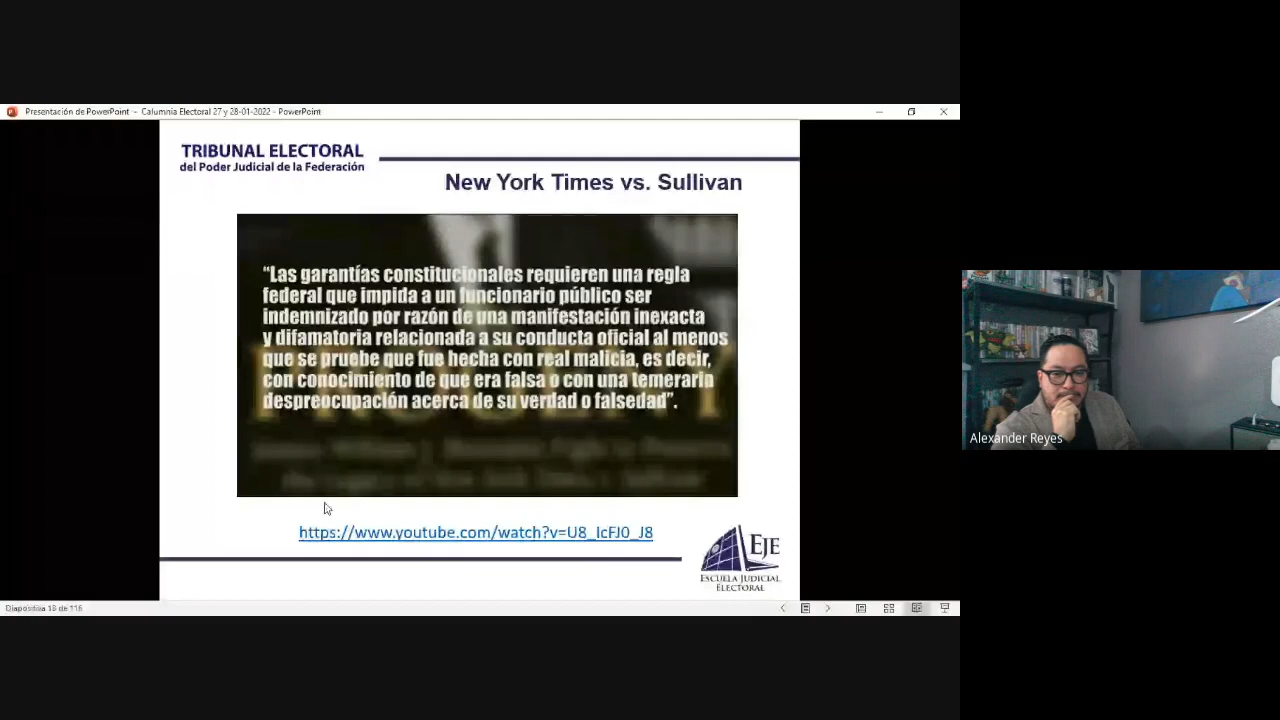 Presentación de PowerPoint - Calumnia Electoral 27 y 28-01-2022 - PowerPoint
TRIBUNAL ELECTORAL
del Poder Judicial de la Federación
New York Times vs. Sullivan
“Las garantías constitucionales requieren una regla
federal que impida a un funcionario público ser
indemnizado por razón de una manifestación inexacta
y difamatoria relacionada a su conducta oficial al menos
que se pruebe que fue hecha con real malicia, es decir,
con conocimiento de que era falsa o con una temeraria
despreocupación acerca de su verdad o falsedad”.
https://www.youtube.com/watch?v=U8_IcFJ0_J8
EJE
ESCUELA JUDICIAL
ELECTORAL
Alexander Reyes